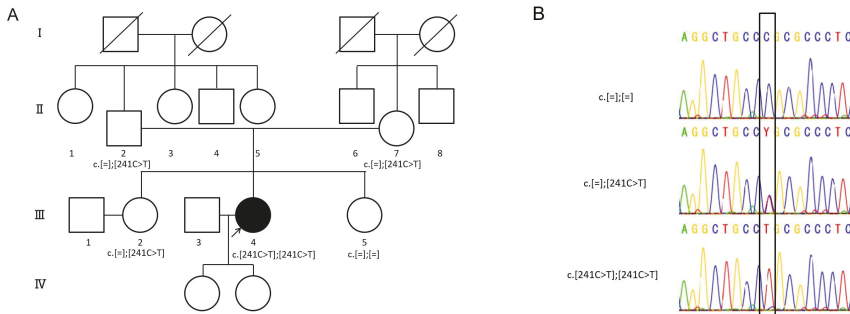 A
I
II
1 2 3 4 5 6 7 8
c.[=];[241C>T] c.[=];[241C>T]
III
1 2 3 4 5
c.[=];[241C>T] c.[241C>T];[241C>T] c.[=];[=]
IV
B
AGGCTGCCCGCGCCCTC
c.[=];[=]
AGGCTGCCYGCGCCCTC
c.[=];[241C>T]
AGGCTGCCTGCGCCCTC
c.[241C>T];[241C>T]